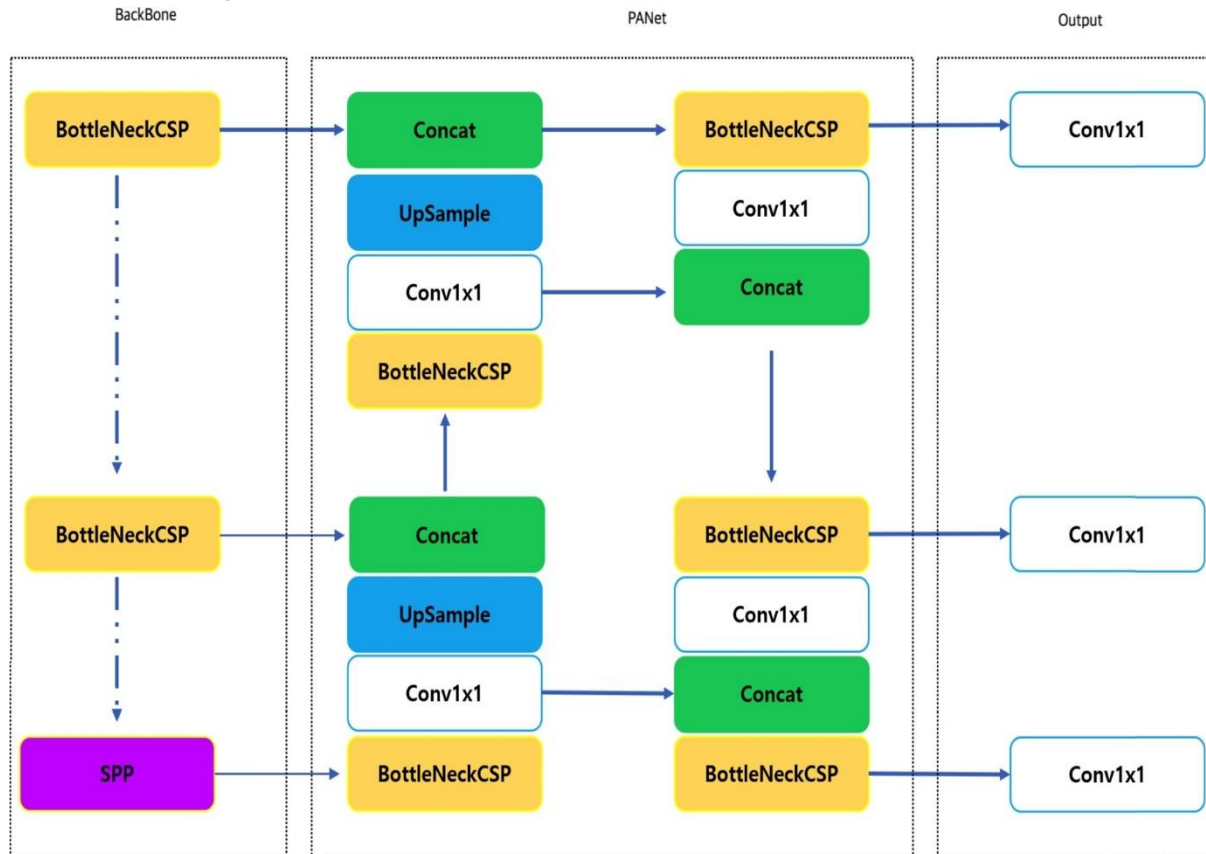 BackBone
PANet
Output
BottleNeckCSP
Concat
BottleNeckCSP
Conv1x1
UpSample
Conv1x1
Conv1x1
Concat
BottleNeckCSP
BottleNeckCSP
Concat
BottleNeckCSP
Conv1x1
UpSample
Conv1x1
Conv1x1
Concat
SPP
BottleNeckCSP
BottleNeckCSP
Conv1x1